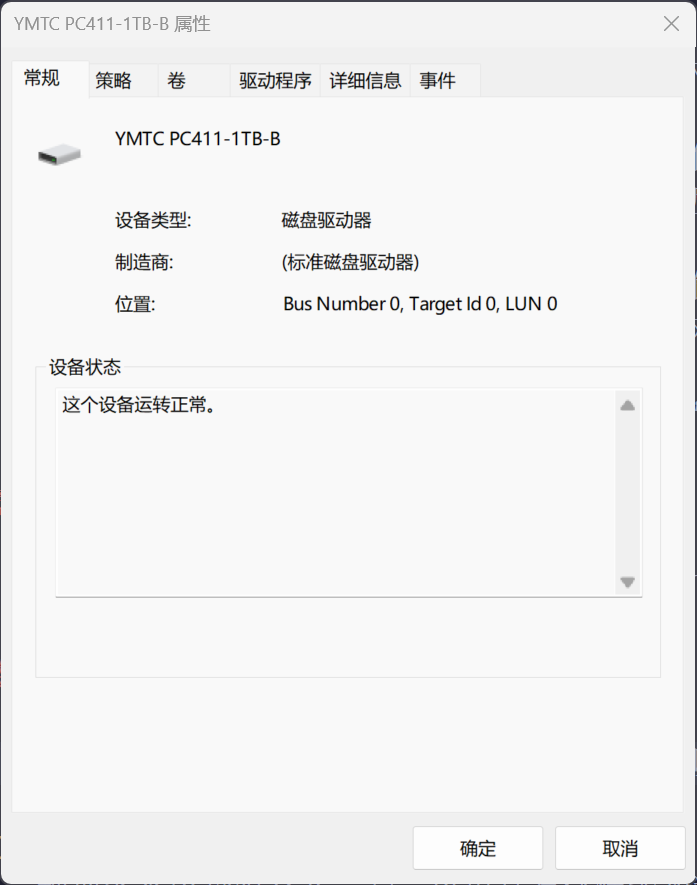 YMTC PC411-1TB-B 属性
常规 策略 卷 驱动程序 详细信息 事件
YMTC PC411-1TB-B
设备类型: 磁盘驱动器
制造商: (标准磁盘驱动器)
位置: Bus Number 0, Target Id 0, LUN 0
设备状态
这个设备运转正常。
确定 取消